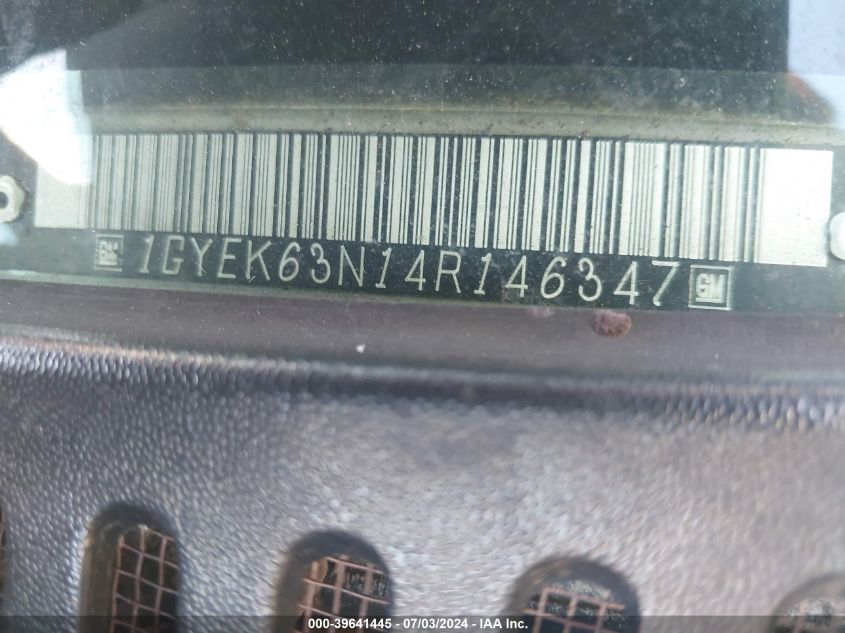 GM 1GYEK63N14R146347 GM
000-39641445 - 07/03/2024 - IAA Inc.